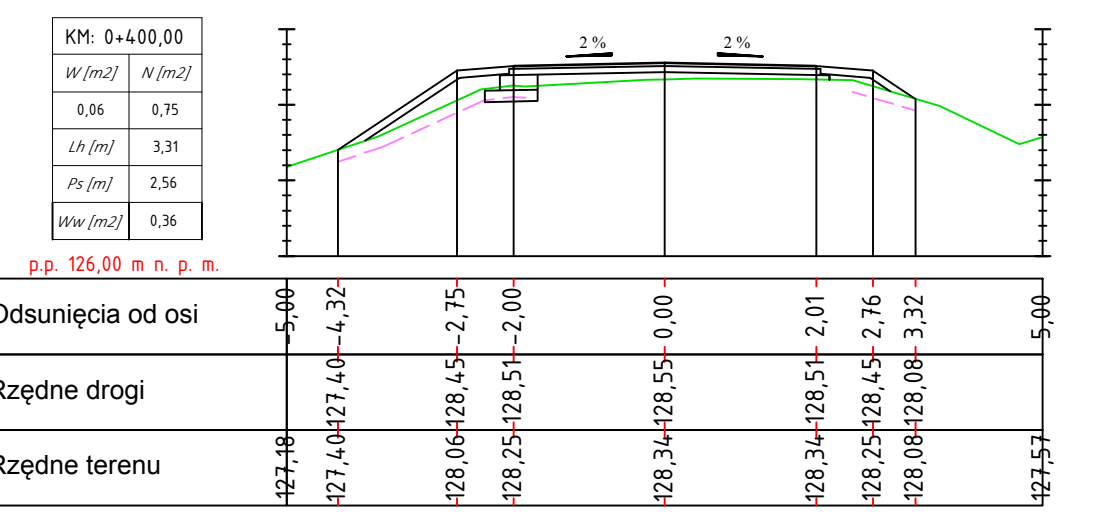 KM: 0+400,00
W [m2] N [m2]
0,06 0,75
Lh [m] 3,31
Ps [m] 2,56
Ww [m2] 0,36
2 % 2 %
p.p. 126,00 m n. p. m.
Odsunięcia od osi -5,00 -4,32 -2,75 -2,00 0,00 2,01 2,76 3,32 5,00
Rzędne drogi 127,40 128,45 128,51 128,55 128,51 128,45 128,08
Rzędne terenu 127,18 127,40 128,06 128,25 128,34 128,34 128,25 128,08 127,57